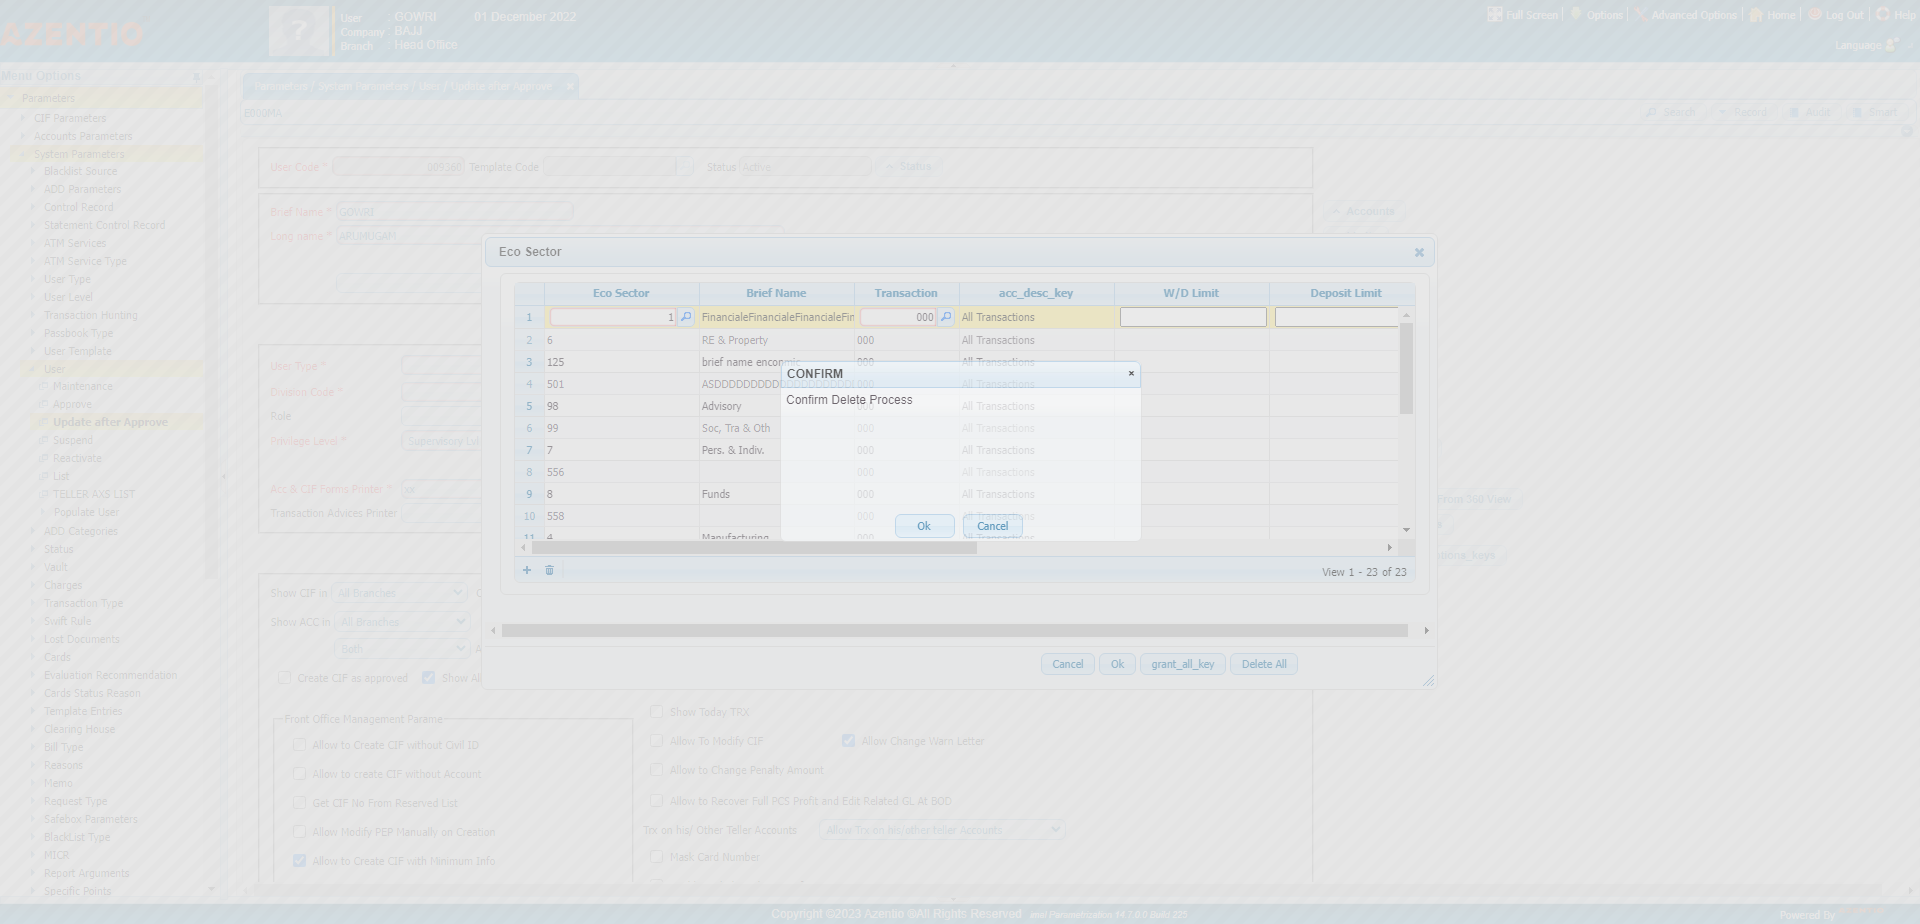 AZENTIO
User : GOWRI 01 December 2022
Company : BAJJ
Branch : Head Office
Full Screen Options Advanced Options Home Log Out Help
Language
Menu Options
Parameters
CIF Parameters
Accounts Parameters
System Parameters
Blacklist Source
ADD Parameters
Control Record
Statement Control Record
ATM Services
ATM Service Type
User Type
User Level
Transaction Hunting
Passbook Type
User Template
User
Maintenance
Approve
Update after Approve
Suspend
Reactivate
List
TELLER AXS LIST
Populate User
ADD Categories
Status
Vault
Charges
Transaction Type
Swift Rule
Lost Documents
Cards
Evaluation Recommendation
Cards Status Reason
Template Entries
Clearing House
Bill Type
Reasons
Memo
Request Type
Safebox Parameters
BlackList Type
MICR
Report Arguments
Specific Points
Parameters / System Parameters / User / Update after Approve
E000MA
Search Record Audit Smart
User Code * 009360 Template Code Status Active Status
Brief Name * GOWRI
Long name * ARUMUGAM
Accounts
User Type *
Division Code *
Role
Privilege Level * Supervisory Lvl
Acc & CIF Forms Printer * xx
Transaction Advices Printer
From 360 View
Show CIF in All Branches
Show ACC in All Branches
Both
Create CIF as approved Show All
Front Office Management Parame
Allow to Create CIF without Civil ID
Allow to create CIF without Account
Get CIF No From Reserved List
Allow Modify PEP Manually on Creation
Allow to Create CIF with Minimum Info
Show Today TRX
Allow To Modify CIF Allow Change Warn Letter
Allow to Change Penalty Amount
Allow to Recover Full PCS Profit and Edit Related GL At BOD
Trx on his/ Other Teller Accounts Allow Trx on his/other teller Accounts
Mask Card Number
Eco Sector
Eco Sector Brief Name Transaction acc_desc_key W/D Limit Deposit Limit
1 1 FinancialeFinancialeFinancialeFin 000 All Transactions
2 6 RE & Property 000 All Transactions
3 125 brief name enconmic 000 All Transactions
4 501 ASDDDDDDDDDDDDDDDDDDDD 000 All Transactions
5 98 Advisory 000 All Transactions
6 99 Soc, Tra & Oth 000 All Transactions
7 7 Pers. & Indiv. 000 All Transactions
8 556 000 All Transactions
9 8 Funds 000 All Transactions
10 558 000 All Transactions
11 4 Manufacturing 000 All Transactions
View 1 - 23 of 23
Cancel Ok grant_all_key Delete All
CONFIRM
Confirm Delete Process
Ok Cancel
Copyright ©2023 Azentio @All Rights Reserved imal Parametrization 14.7.0.0 Build 225
Powered By